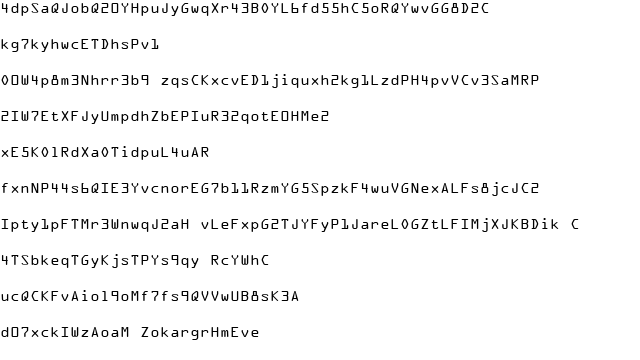 4dpSaQJobQ2OYHpuJyGwqXr43B0YL6fd55hC5oRQYwvGG8D2C
kg7kyhwcETDhsPv1
0OW4p8m3Nhrr3b9 zqsCKxcvED1jiquxh2kg1LzdPH4pvVCv3SaMRP
2IW7EtXFJyUmpdhZbEPIuR32qotEOHMe2
xE5K01RdXa0TidpuL4uAR
fxnNP44s6QIE3YvcnorEG7b11RzmYG5SpzkF4wuVGNexALFs8jcJC2
Ipty1pFTMr3WnwqJ2aH vLeFxpG2TJYFyP1JareL0GZtLFIMjXJKBDik C
4TSbkeqTGyKjsTPYs9qy RcYWhC
ucQCKFvAio19oMf7fs9QVVwUB8sK3A
dO7xckIWzAoaM ZokargrHmEve